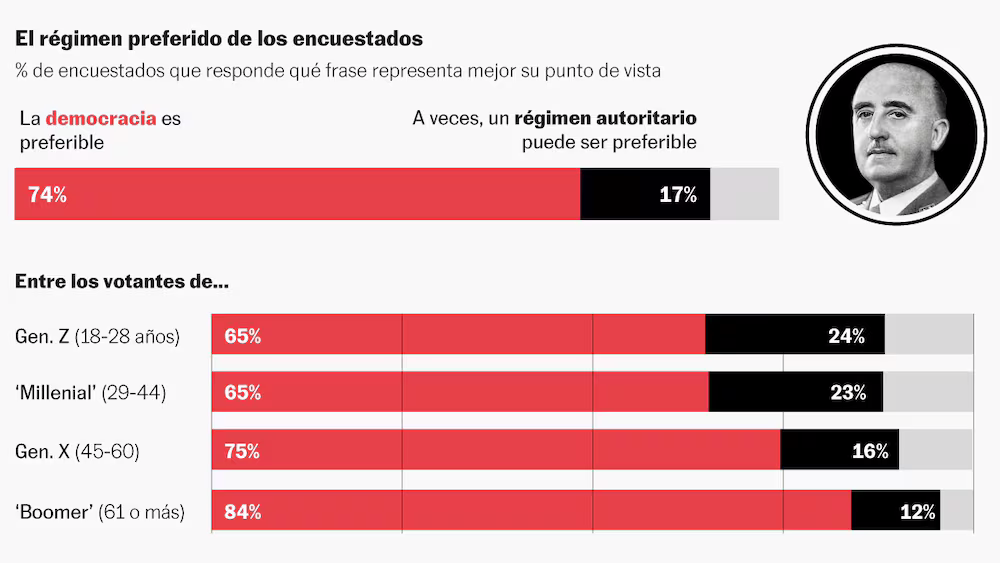 El régimen preferido de los encuestados
% de encuestados que responde qué frase representa mejor su punto de vista
La democracia es
preferible
A veces, un régimen autoritario
puede ser preferible
74%
17%
Entre los votantes de...
Gen. Z (18-28 años)
65%
24%
‘Millenial’ (29-44)
65%
23%
Gen. X (45-60)
75%
16%
‘Boomer’ (61 o más)
84%
12%